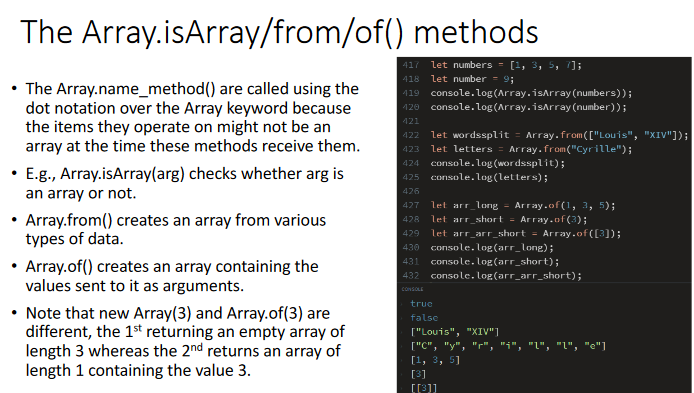 The Array.isArray/from/of() methods
• The Array.name_method() are called using the
dot notation over the Array keyword because
the items they operate on might not be an
array at the time these methods receive them.
• E.g., Array.isArray(arg) checks whether arg is
an array or not.
• Array.from() creates an array from various
types of data.
• Array.of() creates an array containing the
values sent to it as arguments.
• Note that new Array(3) and Array.of(3) are
different, the 1st returning an empty array of
length 3 whereas the 2nd returns an array of
length 1 containing the value 3.
417 let numbers = [1, 3, 5, 7];
418 let number = 9;
419 console.log(Array.isArray(numbers));
420 console.log(Array.isArray(number));
421
422 let wordssplit = Array.from(["Louis", "XIV"]);
423 let letters = Array.from("Cyrille");
424 console.log(wordssplit);
425 console.log(letters);
426
427 let arr_long = Array.of(1, 3, 5);
428 let arr_short = Array.of(3);
429 let arr_arr_short = Array.of([3]);
430 console.log(arr_long);
431 console.log(arr_short);
432 console.log(arr_arr_short);
CONSOLE
true
false
["Louis", "XIV"]
["C", "y", "r", "i", "l", "l", "e"]
[1, 3, 5]
[3]
[[3]]